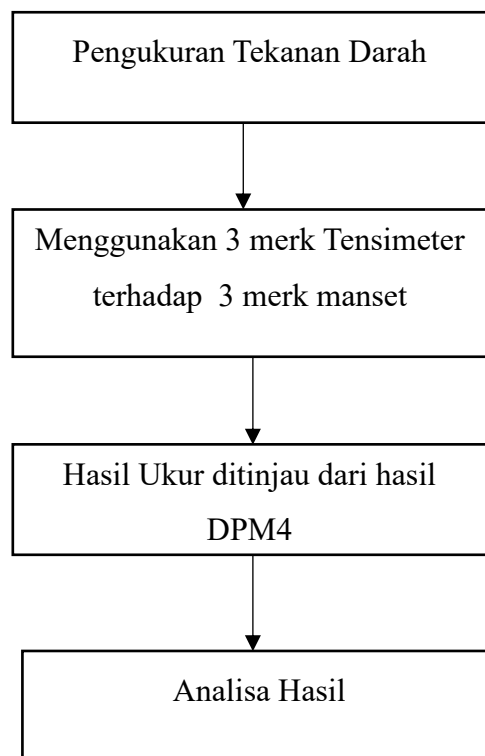 Pengukuran Tekanan Darah
Menggunakan 3 merk Tensimeter
terhadap  3 merk manset
Hasil Ukur ditinjau dari hasil
DPM4
Analisa Hasil